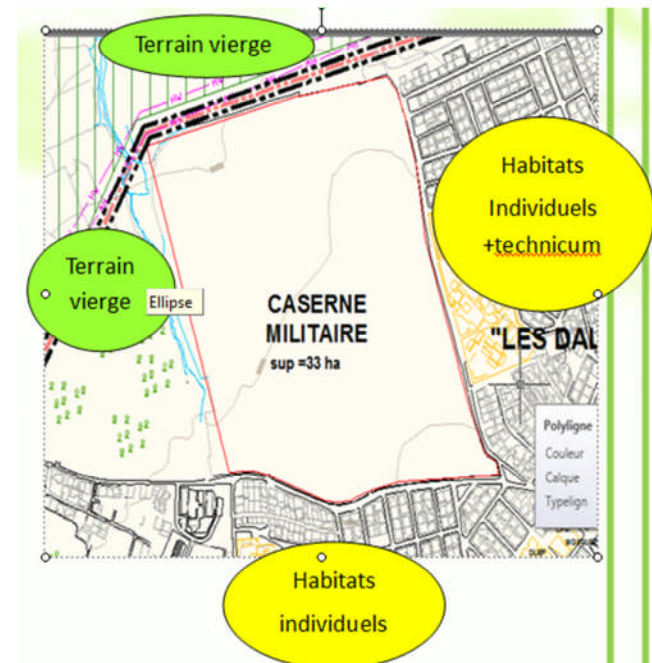 Terrain vierge
Habitats
Individuels
+technicum
Terrain
vierge
Ellipse
CASERNE
MILITAIRE
sup =33 ha
"LES DAL
Polyligne
Couleur
Calque
Typelign
Habitats
individuels